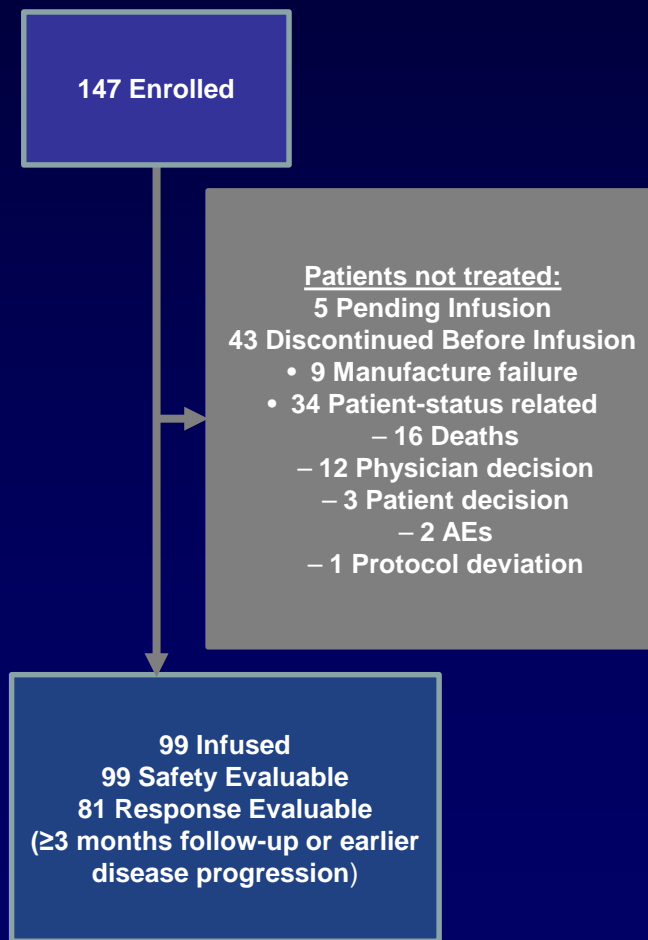 147 Enrolled
Patients not treated:
5 Pending Infusion
43 Discontinued Before Infusion
• 9 Manufacture failure
• 34 Patient-status related
– 16 Deaths
– 12 Physician decision
– 3 Patient decision
– 2 AEs
– 1 Protocol deviation
99 Infused
99 Safety Evaluable
81 Response Evaluable
(≥3 months follow-up or earlier
disease progression)